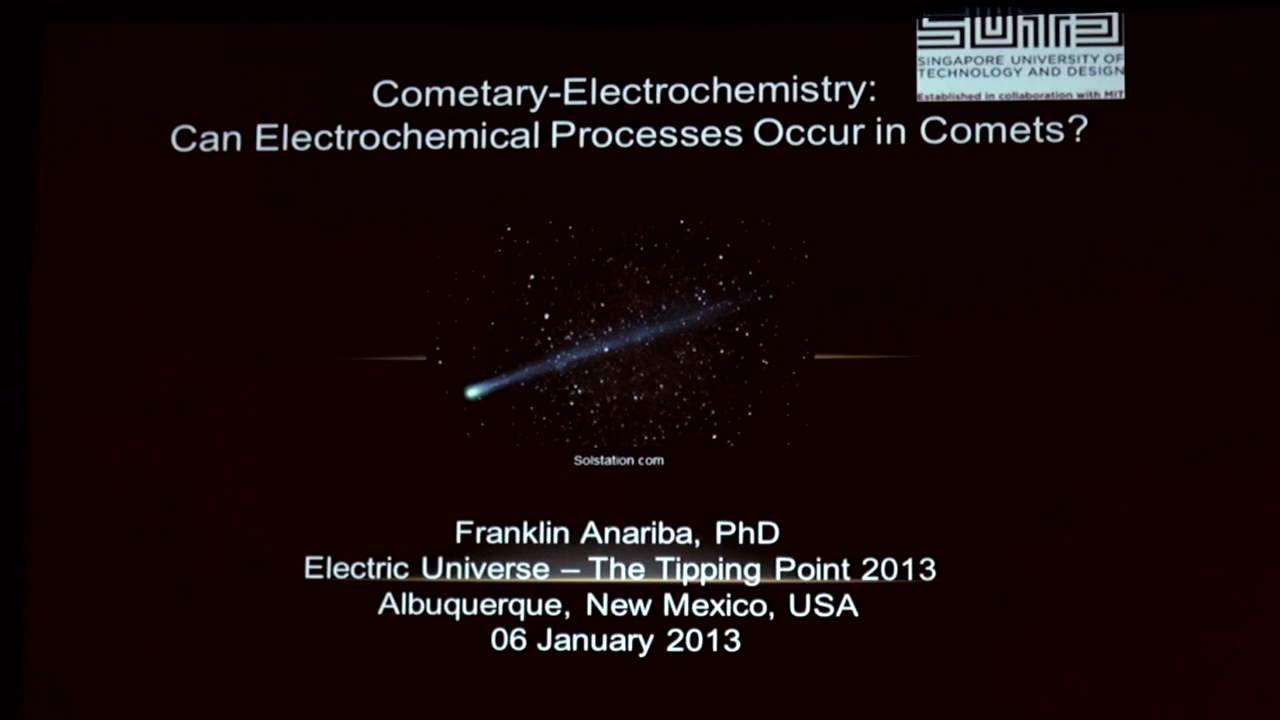 SUTD
SINGAPORE UNIVERSITY OF
TECHNOLOGY AND DESIGN
Established in collaboration with MIT
Cometary-Electrochemistry:
Can Electrochemical Processes Occur in Comets?
Solstation com
Franklin Anariba, PhD
Electric Universe – The Tipping Point 2013
Albuquerque, New Mexico, USA
06 January 2013